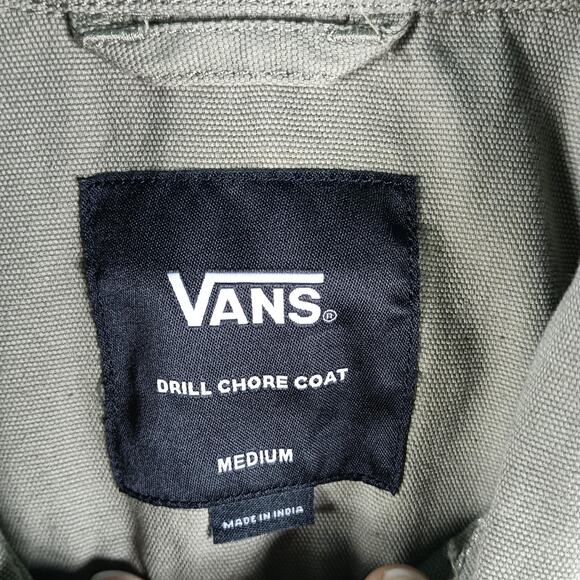 VANS®
DRILL CHORE COAT
MEDIUM
MADE IN INDIA